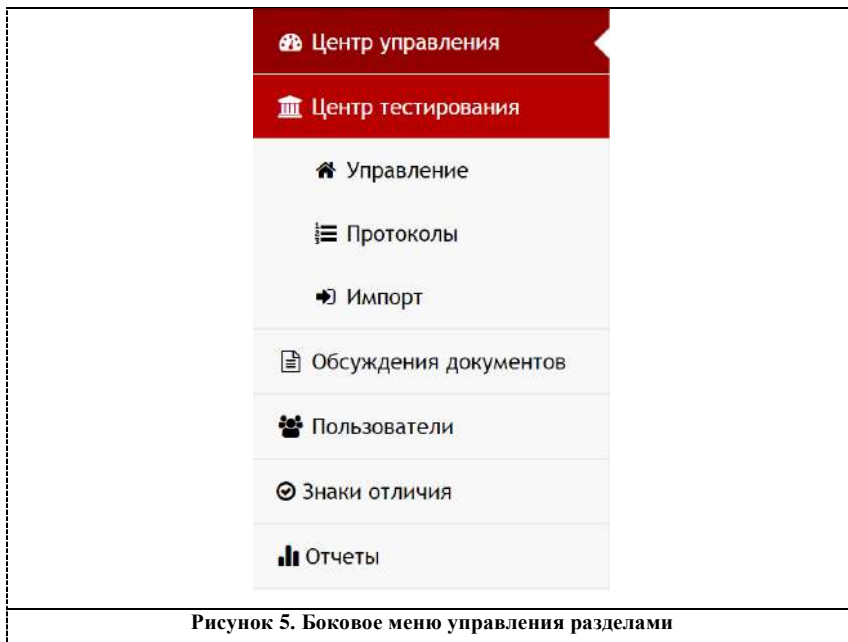 Центр управления
Центр тестирования
Управление
Протоколы
Импорт
Обсуждения документов
Пользователи
Знаки отличия
Отчеты
Рисунок 5. Боковое меню управления разделами